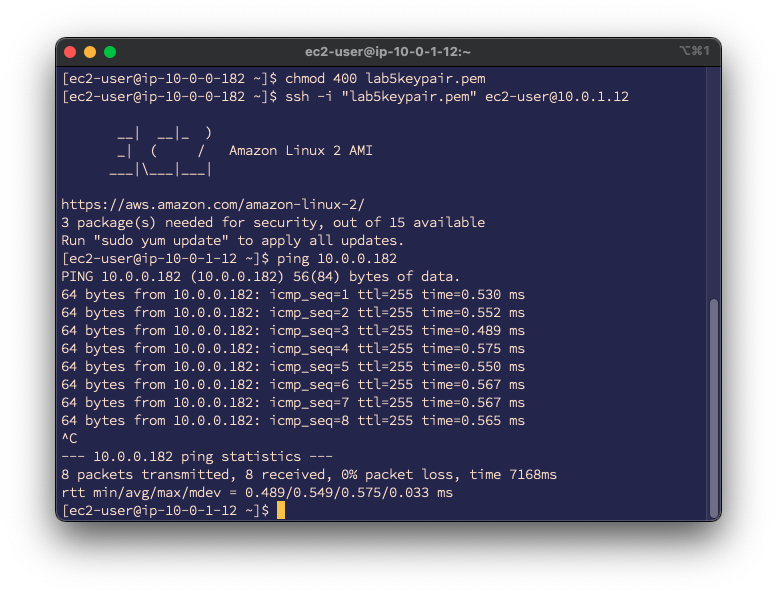 ec2-user@ip-10-0-1-12:~
⌥⌘1
[ec2-user@ip-10-0-0-182 ~]$ chmod 400 lab5keypair.pem
[ec2-user@ip-10-0-0-182 ~]$ ssh -i "lab5keypair.pem" ec2-user@10.0.1.12
       __|  __|_  )
       _|  (     /   Amazon Linux 2 AMI
      ___|\___|___|
https://aws.amazon.com/amazon-linux-2/
3 package(s) needed for security, out of 15 available
Run "sudo yum update" to apply all updates.
[ec2-user@ip-10-0-1-12 ~]$ ping 10.0.0.182
PING 10.0.0.182 (10.0.0.182) 56(84) bytes of data.
64 bytes from 10.0.0.182: icmp_seq=1 ttl=255 time=0.530 ms
64 bytes from 10.0.0.182: icmp_seq=2 ttl=255 time=0.552 ms
64 bytes from 10.0.0.182: icmp_seq=3 ttl=255 time=0.489 ms
64 bytes from 10.0.0.182: icmp_seq=4 ttl=255 time=0.575 ms
64 bytes from 10.0.0.182: icmp_seq=5 ttl=255 time=0.550 ms
64 bytes from 10.0.0.182: icmp_seq=6 ttl=255 time=0.567 ms
64 bytes from 10.0.0.182: icmp_seq=7 ttl=255 time=0.567 ms
64 bytes from 10.0.0.182: icmp_seq=8 ttl=255 time=0.565 ms
^C
--- 10.0.0.182 ping statistics ---
8 packets transmitted, 8 received, 0% packet loss, time 7168ms
rtt min/avg/max/mdev = 0.489/0.549/0.575/0.033 ms
[ec2-user@ip-10-0-1-12 ~]$